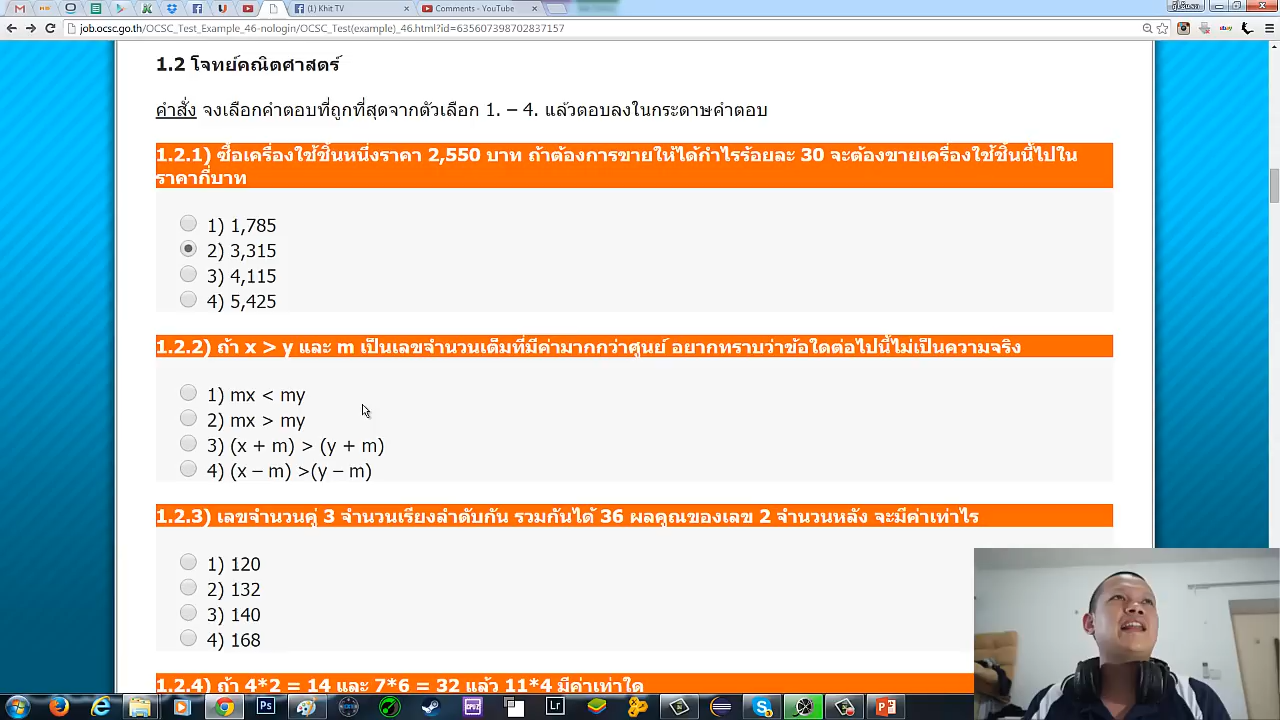 (1) Khit TV
Comments - YouTube
job.ocsc.go.th/OCSC_Test_Example_46-nologin/OCSC_Test(example)_46.html?id=635607398702837157
1.2 โจทย์คณิตศาสตร์
คำสั่ง จงเลือกคำตอบที่ถูกที่สุดจากตัวเลือก 1. – 4. แล้วตอบลงในกระดาษคำตอบ
1.2.1) ซื้อเครื่องใช้ชิ้นหนึ่งราคา 2,550 บาท ถ้าต้องการขายให้ได้กำไรร้อยละ 30 จะต้องขายเครื่องใช้ชิ้นนี้ไปใน
ราคากี่บาท
1) 1,785
2) 3,315
3) 4,115
4) 5,425
1.2.2) ถ้า x > y และ m เป็นเลขจำนวนเต็มที่มีค่ามากกว่าศูนย์ อยากทราบว่าข้อใดต่อไปนี้ไม่เป็นความจริง
1) mx < my
2) mx > my
3) (x + m) > (y + m)
4) (x – m) >(y – m)
1.2.3) เลขจำนวนคู่ 3 จำนวนเรียงลำดับกัน รวมกันได้ 36 ผลคูณของเลข 2 จำนวนหลัง จะมีค่าเท่าไร
1) 120
2) 132
3) 140
4) 168
1.2.4) ถ้า 4*2 = 14 และ 7*6 = 32 แล้ว 11*4 มีค่าเท่าใด